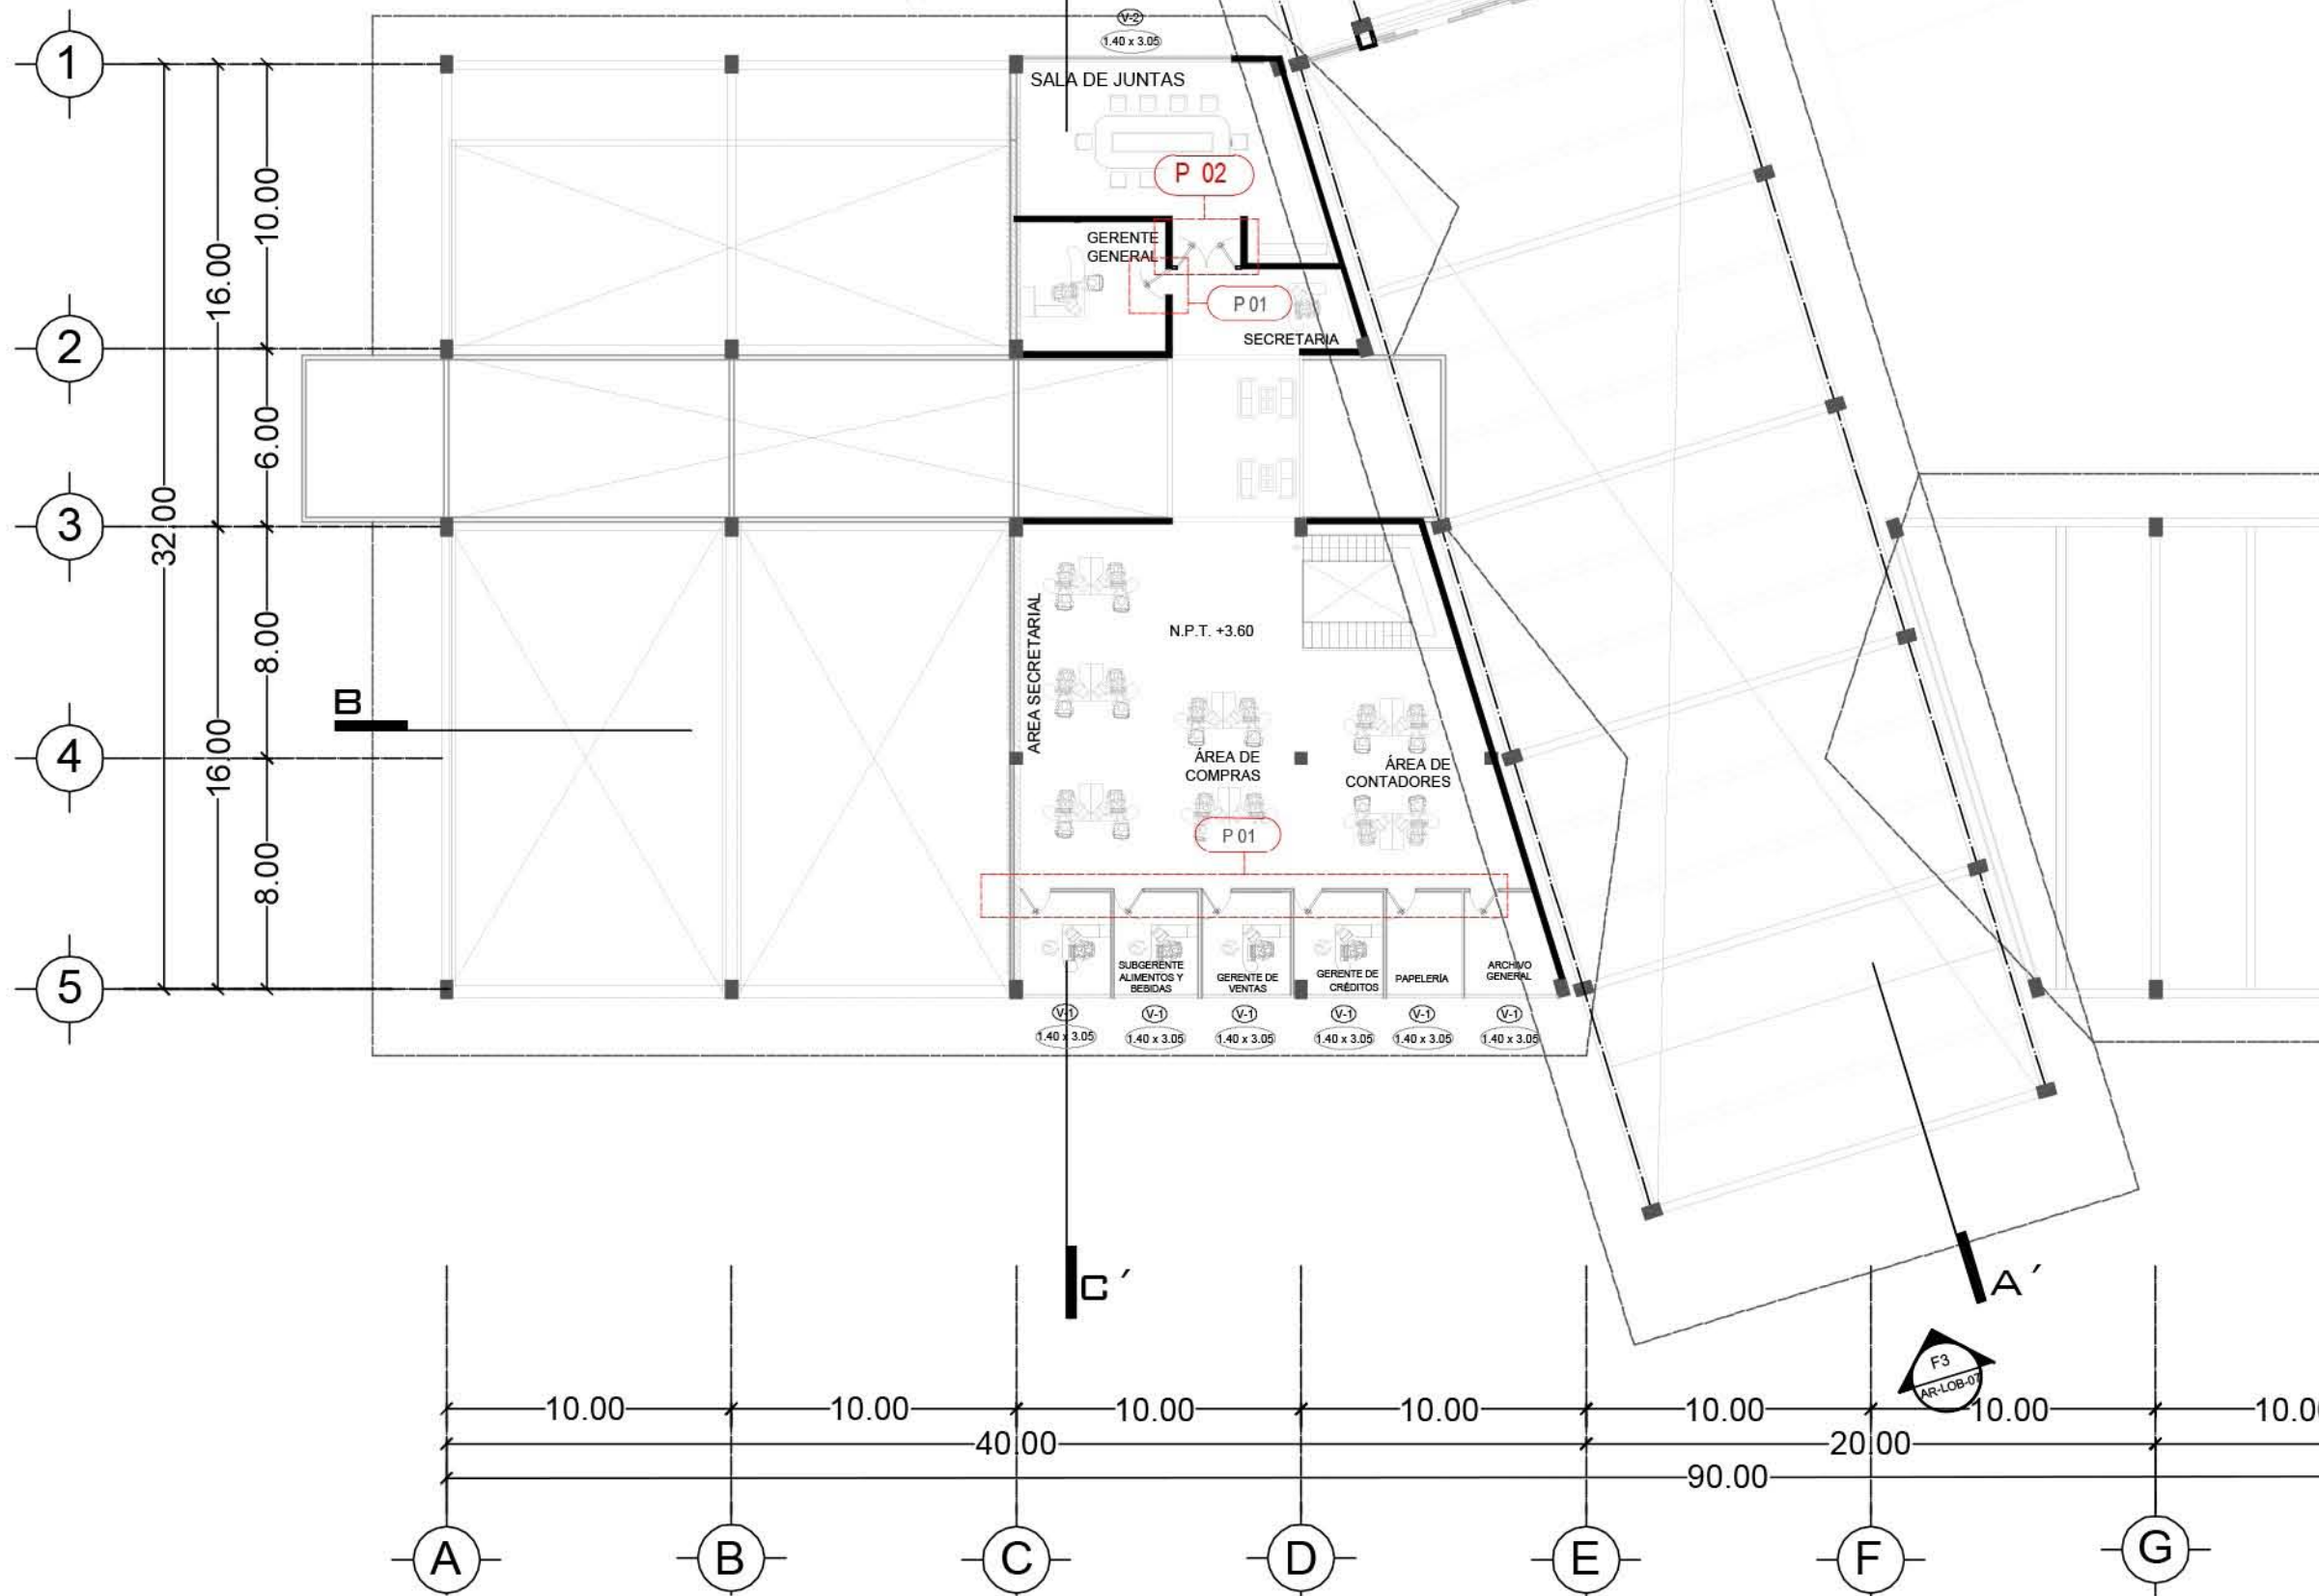 V-2
1.40 x 3.05
1
SALA DE JUNTAS
P 02
10.00
16.00
GERENTE
GENERAL
P 01
SECRETARIA
2
6.00
32.00
3
8.00
AREA SECRETARIAL
N.P.T. +3.60
B
16.00
4
ÁREA DE
COMPRAS
ÁREA DE
CONTADORES
P 01
8.00
5
SUBGERENTE
ALIMENTOS Y
BEBIDAS
GERENTE DE
VENTAS
GERENTE DE
CRÉDITOS
PAPELERÍA
ARCHIVO
GENERAL
V-1 V-1 V-1 V-1 V-1 V-1
1.40 x 3.05 1.40 x 3.05 1.40 x 3.05 1.40 x 3.05 1.40 x 3.05 1.40 x 3.05
C´
A´
F3
AR-LOB-07
10.00 10.00 10.00 10.00 10.00 10.00
40.00 20.00
90.00
A B C D E F G